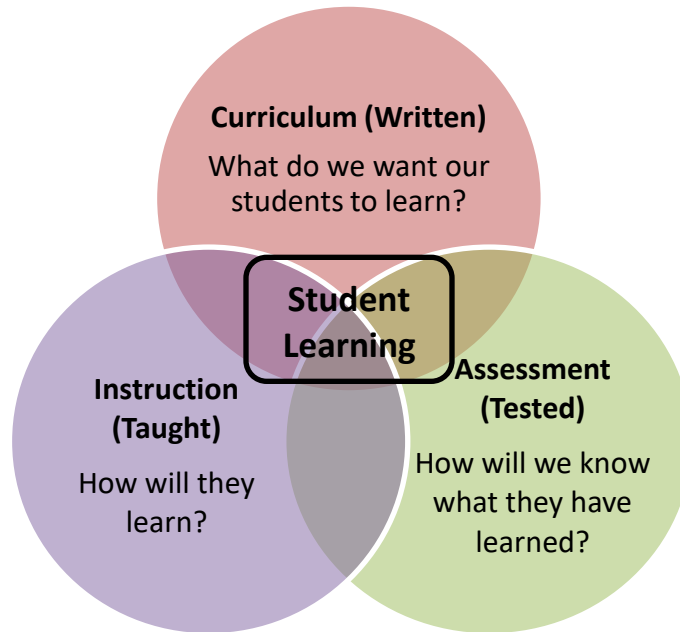 Curriculum (Written)
What do we want our
students to learn?
Student
Learning
Instruction
(Taught)
How will they
learn?
Assessment
(Tested)
How will we know
what they have
learned?